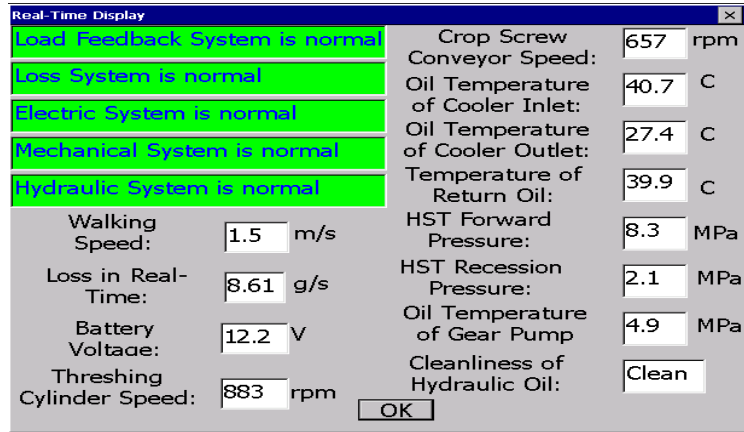 Real-Time Display
Load Feedback System is normal
Loss System is normal
Electric System is normal
Mechanical System is normal
Hydraulic System is normal
Walking
Speed: 1.5 m/s
Loss in Real-
Time: 8.61 g/s
Battery
Voltage: 12.2 V
Threshing
Cylinder Speed: 883 rpm
Crop Screw
Conveyor Speed: 657 rpm
Oil Temperature
of Cooler Inlet: 40.7 C
Oil Temperature
of Cooler Outlet: 27.4 C
Temperature of
Return Oil: 39.9 C
HST Forward
Pressure: 8.3 MPa
HST Recession
Pressure: 2.1 MPa
Oil Temperature
of Gear Pump 4.9 MPa
Cleanliness of
Hydraulic Oil: Clean
OK